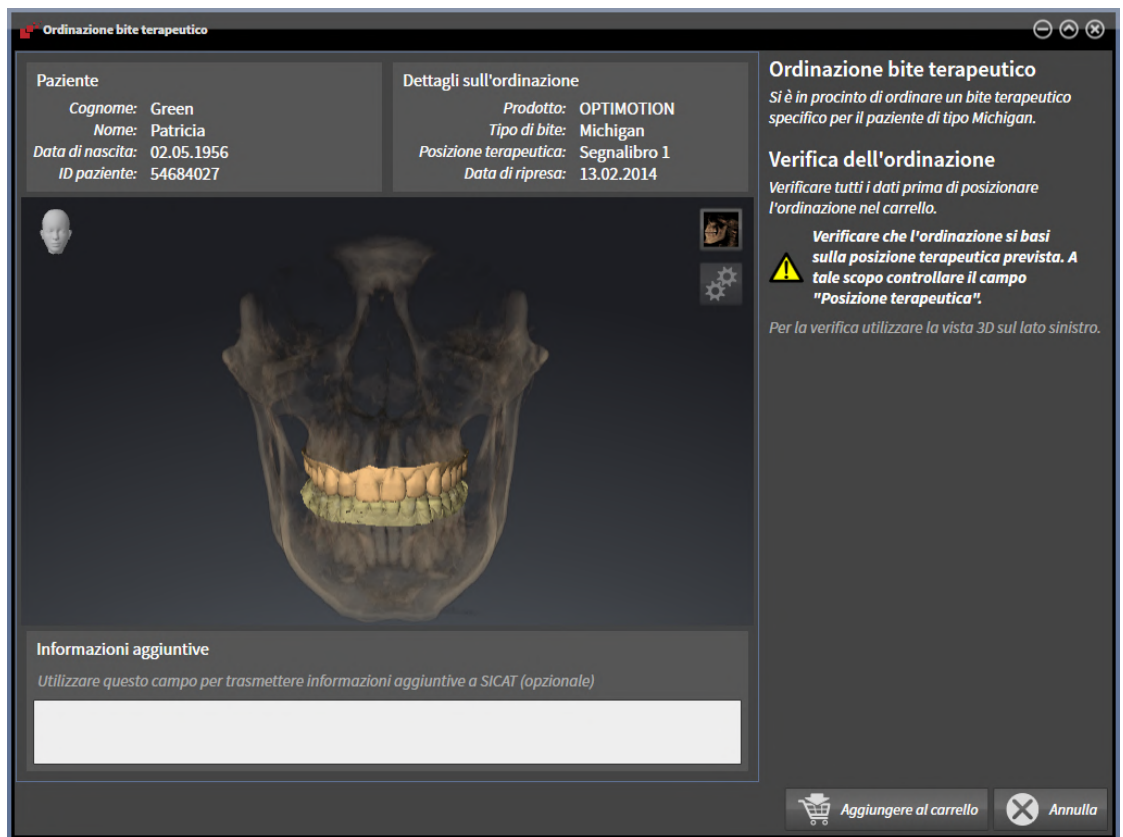 Ordinazione bite terapeutico
Paziente
Cognome: Green
Nome: Patricia
Data di nascita: 02.05.1956
ID paziente: 54684027
Dettagli sull'ordinazione
Prodotto: OPTIMOTION
Tipo di bite: Michigan
Posizione terapeutica: Segnalibro 1
Data di ripresa: 13.02.2014
Informazioni aggiuntive
Utilizzare questo campo per trasmettere informazioni aggiuntive a SICAT (opzionale)
Ordinazione bite terapeutico
Si è in procinto di ordinare un bite terapeutico
specifico per il paziente di tipo Michigan.
Verifica dell'ordinazione
Verificare tutti i dati prima di posizionare
l'ordinazione nel carrello.
Verificare che l'ordinazione si basi
sulla posizione terapeutica prevista. A
tale scopo controllare il campo
"Posizione terapeutica".
Per la verifica utilizzare la vista 3D sul lato sinistro.
Aggiungere al carrello
Annulla